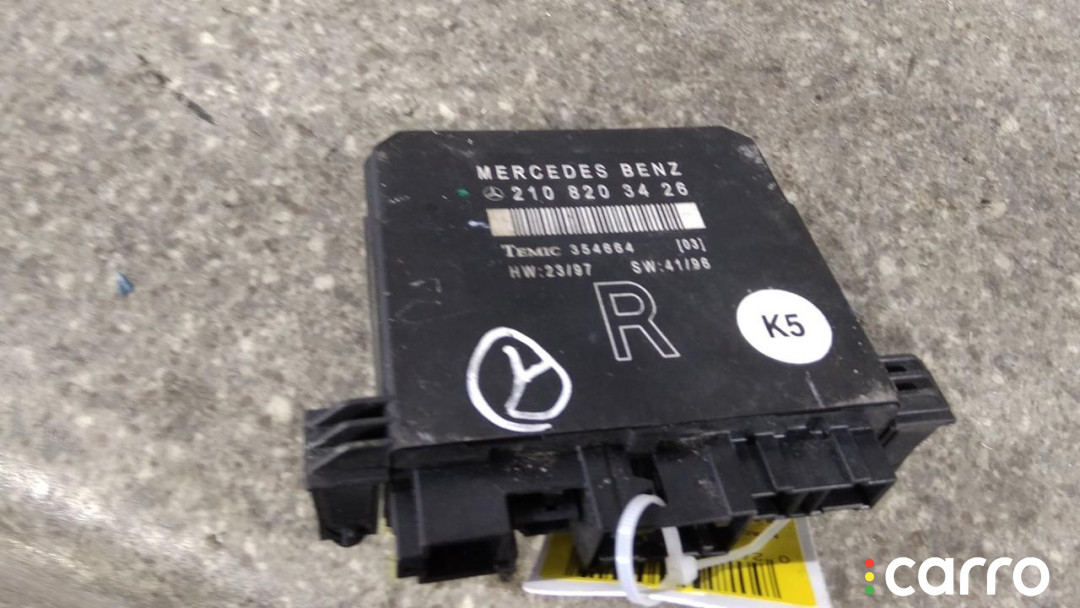 MERCEDES BENZ
210 820 34 26
TEMIC 354664 [03]
HW:23/97 SW:41/96
R
K5
carro